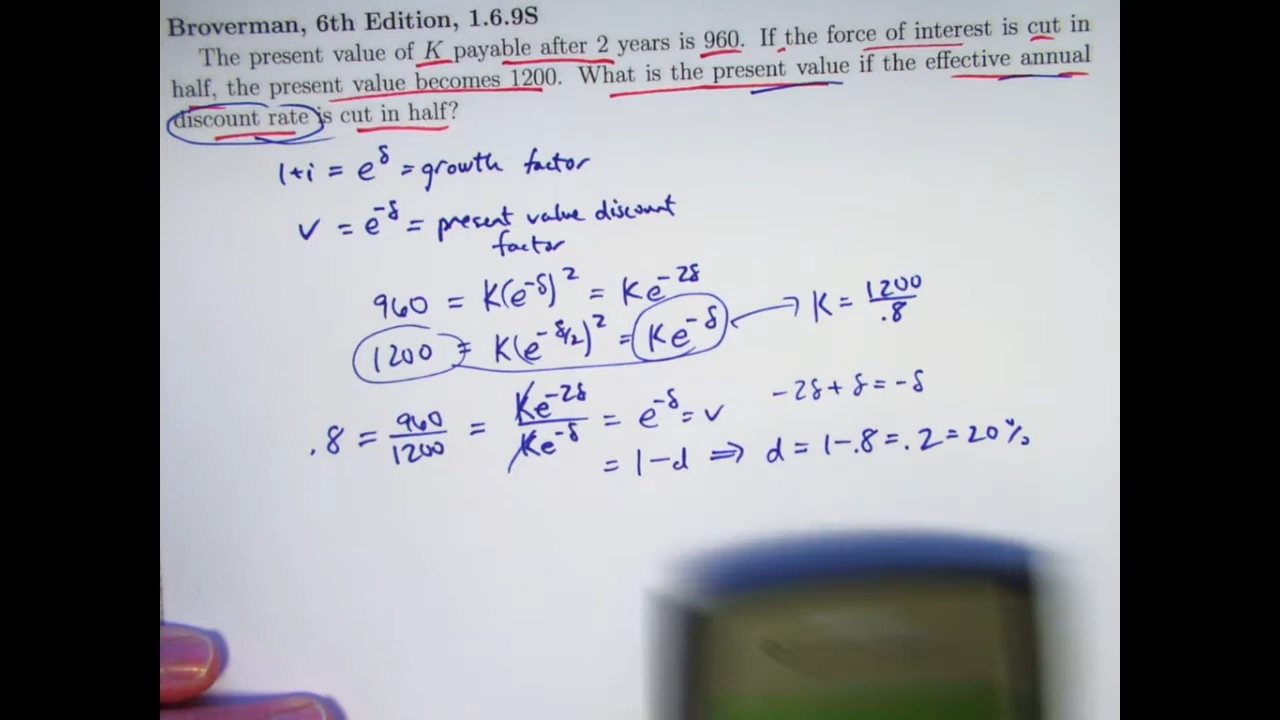 Broverman, 6th Edition, 1.6.9S
The present value of K payable after 2 years is 960. If the force of interest is cut in
half, the present value becomes 1200. What is the present value if the effective annual
discount rate is cut in half?
1+i = e^δ = growth factor
v = e^-δ = present value discount
factor
960 = K(e^-δ)^2 = Ke^-2δ
1200 = K(e^-δ/2)^2 = Ke^-δ → K = 1200/.8
.8 = 960/1200 = Ke^-2δ/Ke^-δ = e^-δ = v -2δ+δ = -δ
= 1-d ⇒ d = 1-.8 = .2 = 20%